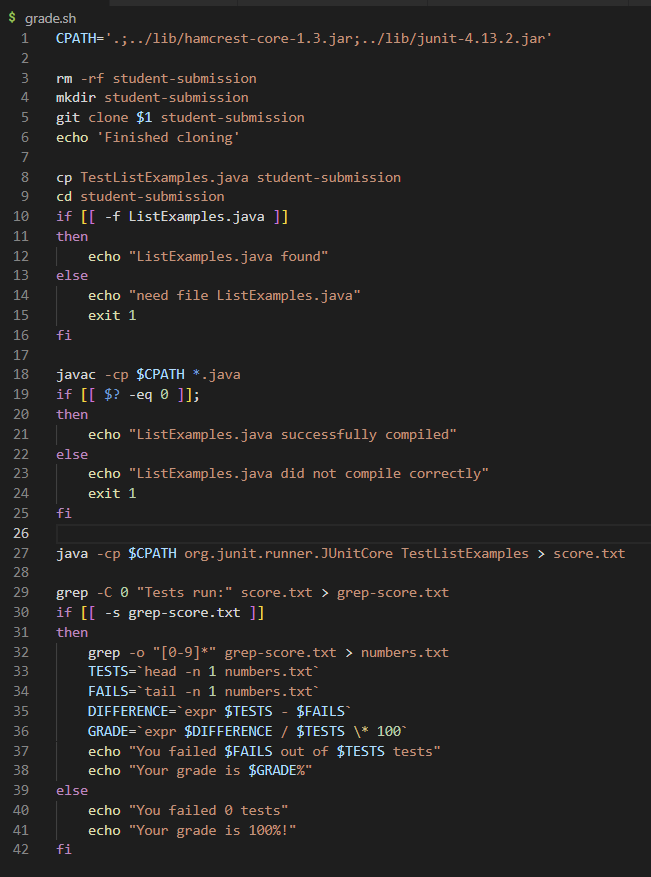 $ grade.sh
1 CPATH='.;../lib/hamcrest-core-1.3.jar;../lib/junit-4.13.2.jar'
2
3 rm -rf student-submission
4 mkdir student-submission
5 git clone $1 student-submission
6 echo 'Finished cloning'
7
8 cp TestListExamples.java student-submission
9 cd student-submission
10 if [[ -f ListExamples.java ]]
11 then
12     echo "ListExamples.java found"
13 else
14     echo "need file ListExamples.java"
15     exit 1
16 fi
17
18 javac -cp $CPATH *.java
19 if [[ $? -eq 0 ]];
20 then
21     echo "ListExamples.java successfully compiled"
22 else
23     echo "ListExamples.java did not compile correctly"
24     exit 1
25 fi
26
27 java -cp $CPATH org.junit.runner.JUnitCore TestListExamples > score.txt
28
29 grep -C 0 "Tests run:" score.txt > grep-score.txt
30 if [[ -s grep-score.txt ]]
31 then
32     grep -o "[0-9]*" grep-score.txt > numbers.txt
33     TESTS=`head -n 1 numbers.txt`
34     FAILS=`tail -n 1 numbers.txt`
35     DIFFERENCE=`expr $TESTS - $FAILS`
36     GRADE=`expr $DIFFERENCE / $TESTS \* 100`
37     echo "You failed $FAILS out of $TESTS tests"
38     echo "Your grade is $GRADE%"
39 else
40     echo "You failed 0 tests"
41     echo "Your grade is 100%!"
42 fi